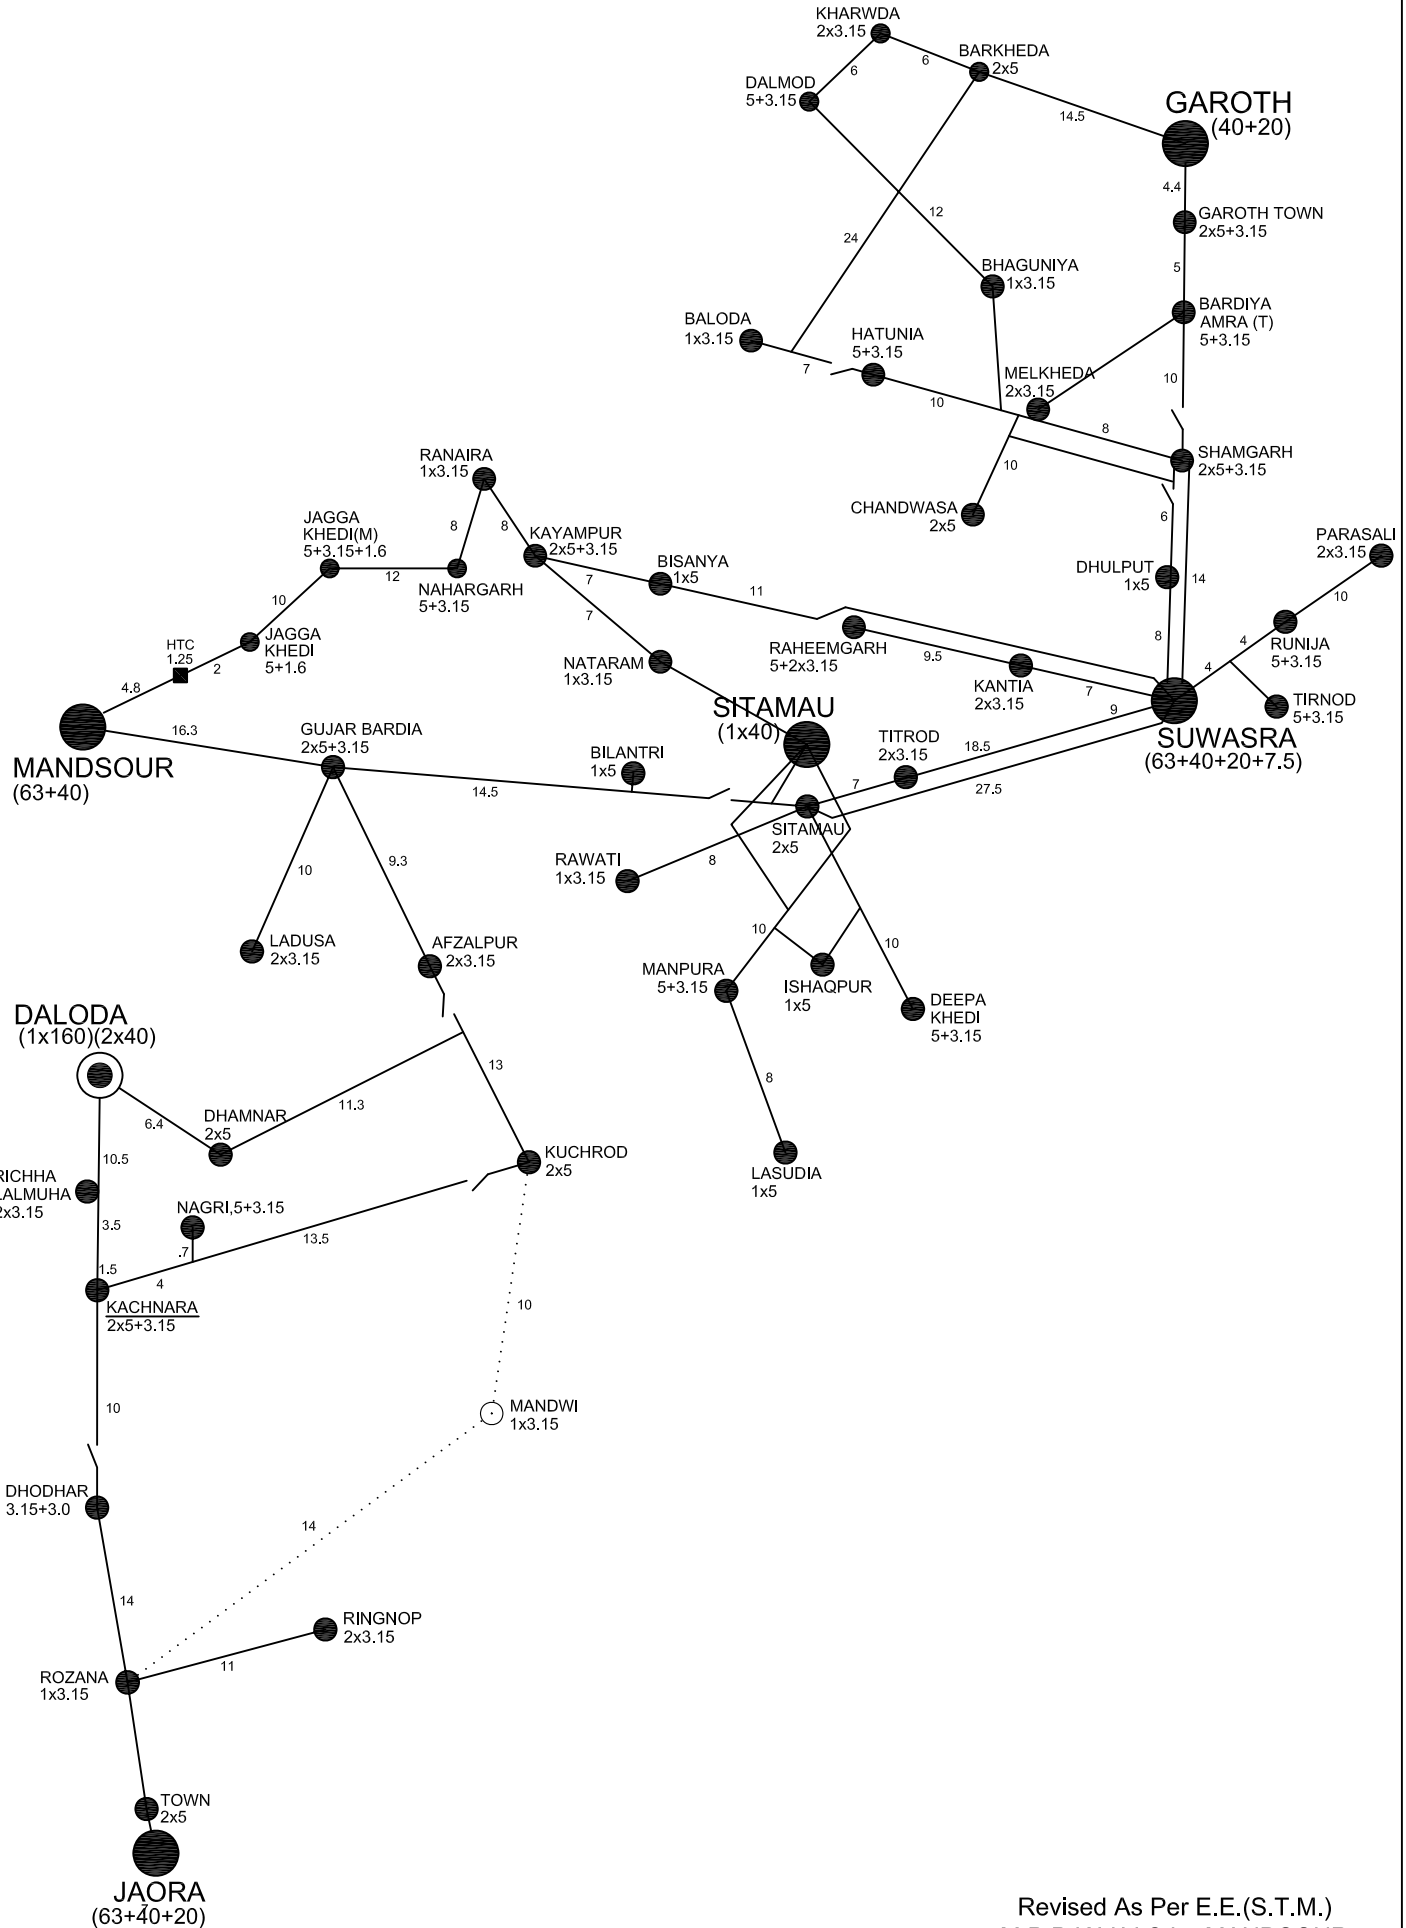 KHARWDA
2x3.15
BARKHEDA
2x5
6
6
DALMOD
5+3.15
GAROTH
(40+20)
14.5
4.4
GAROTH TOWN
2x5+3.15
12
24
5
BHAGUNIYA
1x3.15
BARDIYA
AMRA (T)
5+3.15
BALODA
1x3.15
HATUNIA
5+3.15
7
MELKHEDA
2x3.15
10
10
8
SHAMGARH
2x5+3.15
RANAIRA
1x3.15
10
CHANDWASA
2x5
6
JAGGA
KHEDI(M)
5+3.15+1.6
8
8
KAYAMPUR
2x5+3.15
PARASALI
2x3.15
12
NAHARGARH
5+3.15
BISANYA
1x5
7
11
DHULPUT
1x5
14
10
10
7
JAGGA
KHEDI
5+1.6
HTC
1.25
2
NATARAM
1x3.15
RAHEEMGARH
5+2x3.15
9.5
8
4
RUNIJA
5+3.15
4
4.8
KANTIA
2x3.15
7
TIRNOD
5+3.15
16.3
MANDSOUR
(63+40)
GUJAR BARDIA
2x5+3.15
SITAMAU
(1x40)
9
SUWASRA
(63+40+20+7.5)
BILANTRI
1x5
TITROD
2x3.15
18.5
14.5
7
27.5
SITAMAU
2x5
RAWATI
1x3.15
8
10
9.3
LADUSA
2x3.15
AFZALPUR
2x3.15
10
10
MANPURA
5+3.15
ISHAQPUR
1x5
DEEPA
KHEDI
5+3.15
DALODA
(1x160)(2x40)
13
8
6.4
DHAMNAR
2x5
11.3
KUCHROD
2x5
LASUDIA
1x5
10.5
RICHHA
LALMUHA
2x3.15
NAGRI,5+3.15
3.5
.7
13.5
1.5
4
KACHNARA
2x5+3.15
10
10
MANDWI
1x3.15
DHODHAR
3.15+3.0
14
14
RINGNOP
2x3.15
ROZANA
1x3.15
11
TOWN
2x5
JAORA
7
(63+40+20)
Revised As Per E.E.(S.T.M.)